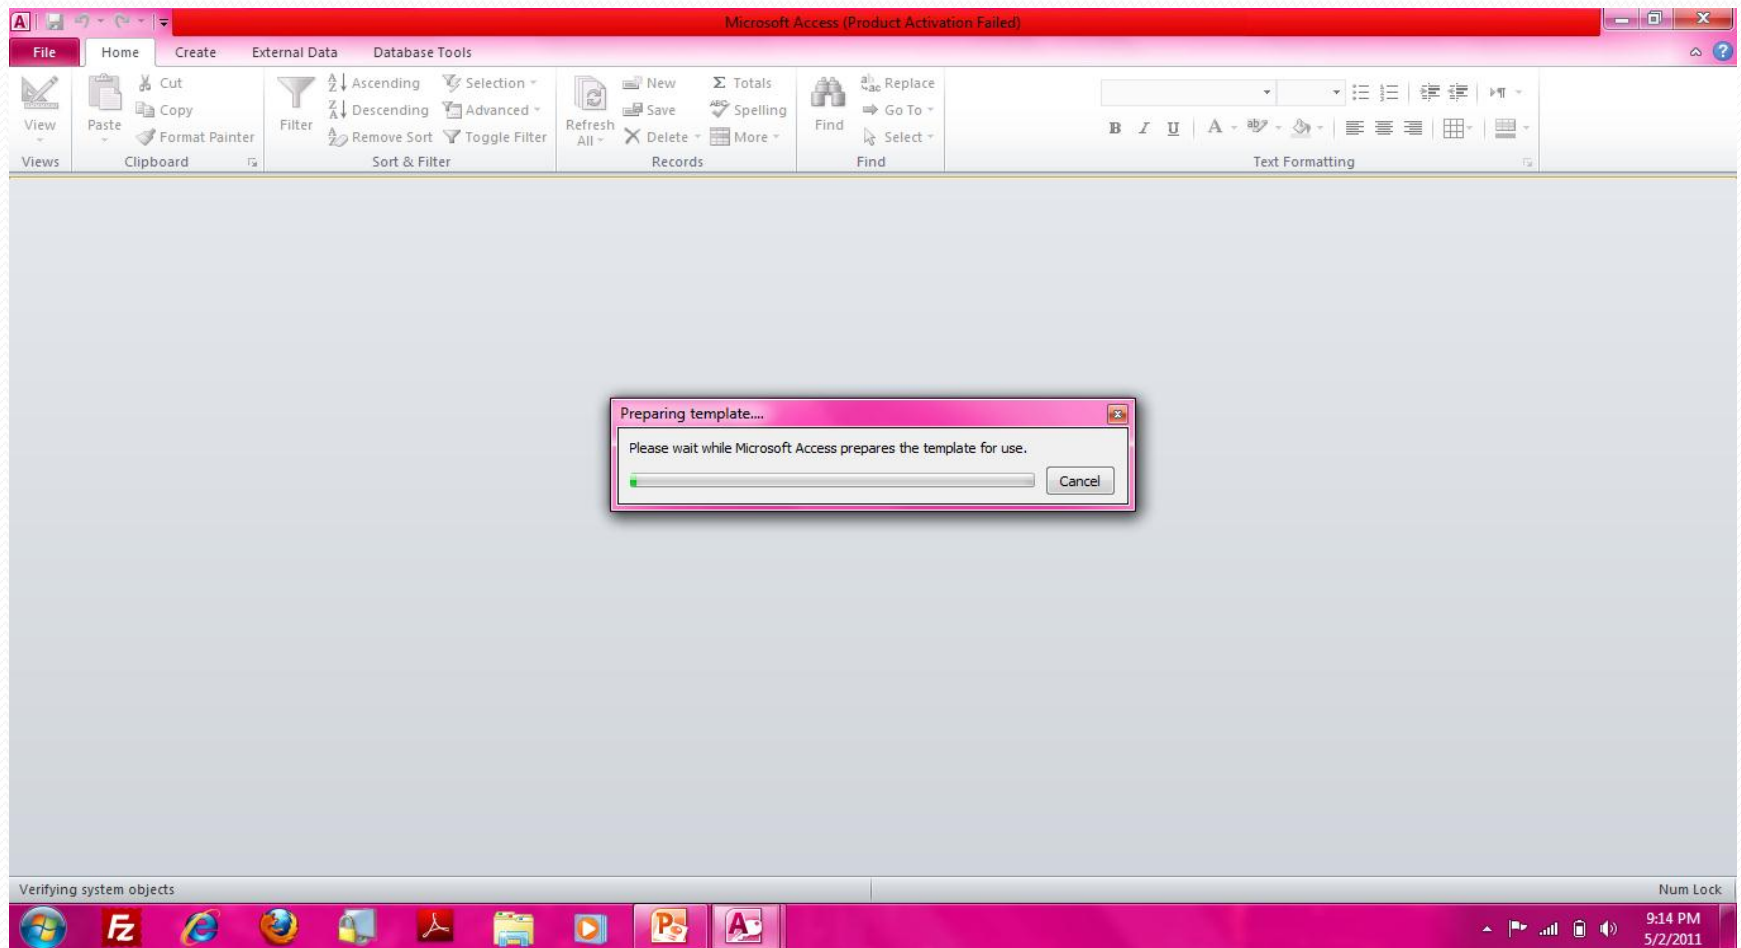 Microsoft Access (Product Activation Failed)
File Home Create External Data Database Tools
Cut
Copy
Format Painter
View
Paste
Views
Clipboard
Filter
Ascending
Descending
Remove Sort
Selection
Advanced
Toggle Filter
Sort & Filter
Refresh
All
New
Save
Delete
Totals
Spelling
More
Records
Find
Replace
Go To
Select
Find
B I U A
Text Formatting
Preparing template....
Please wait while Microsoft Access prepares the template for use.
Cancel
Verifying system objects
Num Lock
9:14 PM
5/2/2011